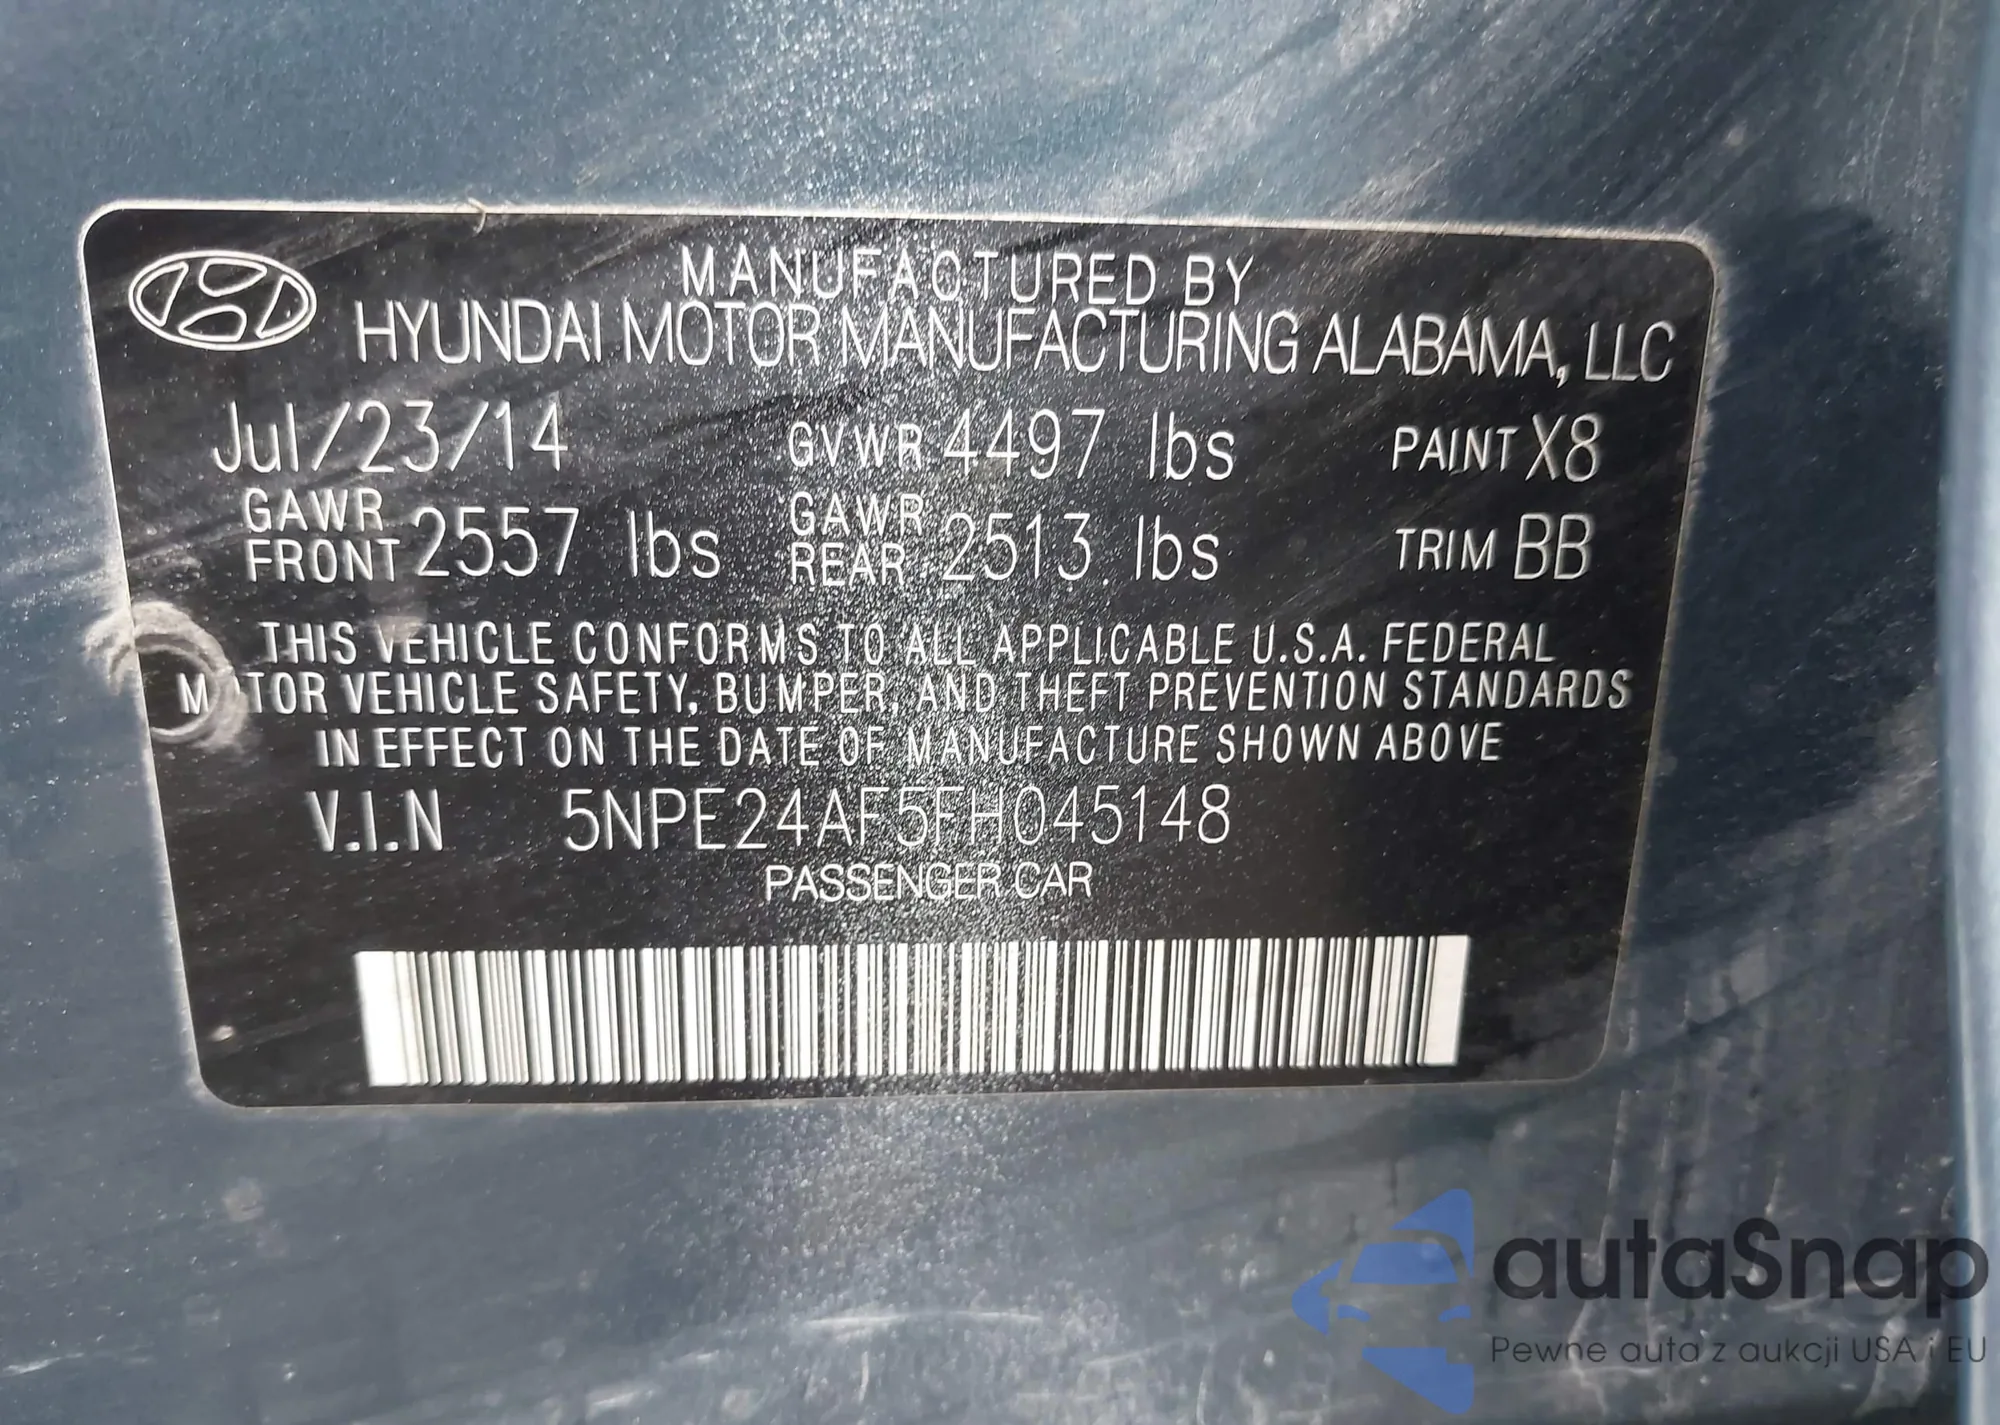 MANUFACTURED BY
HYUNDAI MOTOR MANUFACTURING ALABAMA, LLC
Jul/23/14 GVWR 4497 lbs PAINT X8
GAWR FRONT 2557 lbs GAWR REAR 2513 lbs TRIM BB
THIS VEHICLE CONFORMS TO ALL APPLICABLE U.S.A. FEDERAL
MOTOR VEHICLE SAFETY, BUMPER, AND THEFT PREVENTION STANDARDS
IN EFFECT ON THE DATE OF MANUFACTURE SHOWN ABOVE
V.I.N 5NPE24AF5FH045148
PASSENGER CAR
autaSnap
Pewne auta z aukcji USA i EU